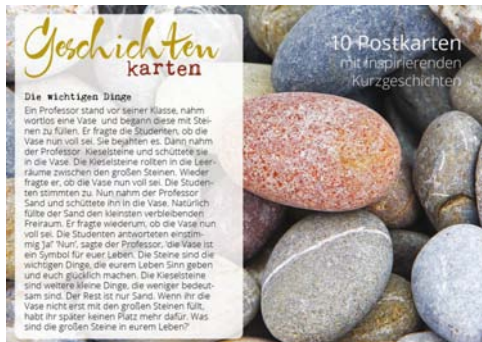 Geschichten
karten
10 Postkarten
mit inspirierenden
Kurzgeschichten
Die wichtigen Dinge
Ein Professor stand vor seiner Klasse, nahm
wortlos eine Vase und begann diese mit Stei-
nen zu füllen. Er fragte die Studenten, ob die
Vase nun voll sei. Sie bejahten es. Dann nahm
der Professor Kieselsteine und schüttete sie
in die Vase. Die Kieselsteine rollten in die Leer-
räume zwischen den großen Steinen. Wieder
fragte er, ob die Vase nun voll sei. Die Studen-
ten stimmten zu. Nun nahm der Professor
Sand und schüttete ihn in die Vase. Natürlich
füllte der Sand den kleinsten verbleibenden
Freiraum. Er fragte wiederum, ob die Vase nun
voll sei. Die Studenten antworteten einstim-
mig 'Ja!' 'Nun', sagte der Professor, 'die Vase ist
ein Symbol für euer Leben. Die Steine sind die
wichtigen Dinge, die eurem Leben Sinn geben
und euch glücklich machen. Die Kieselsteine
sind weitere kleine Dinge, die weniger bedeut-
sam sind. Der Rest ist nur Sand. Wenn ihr die
Vase nicht erst mit den großen Steinen füllt,
habt ihr später keinen Platz mehr dafür. Was
sind die großen Steine in eurem Leben?'